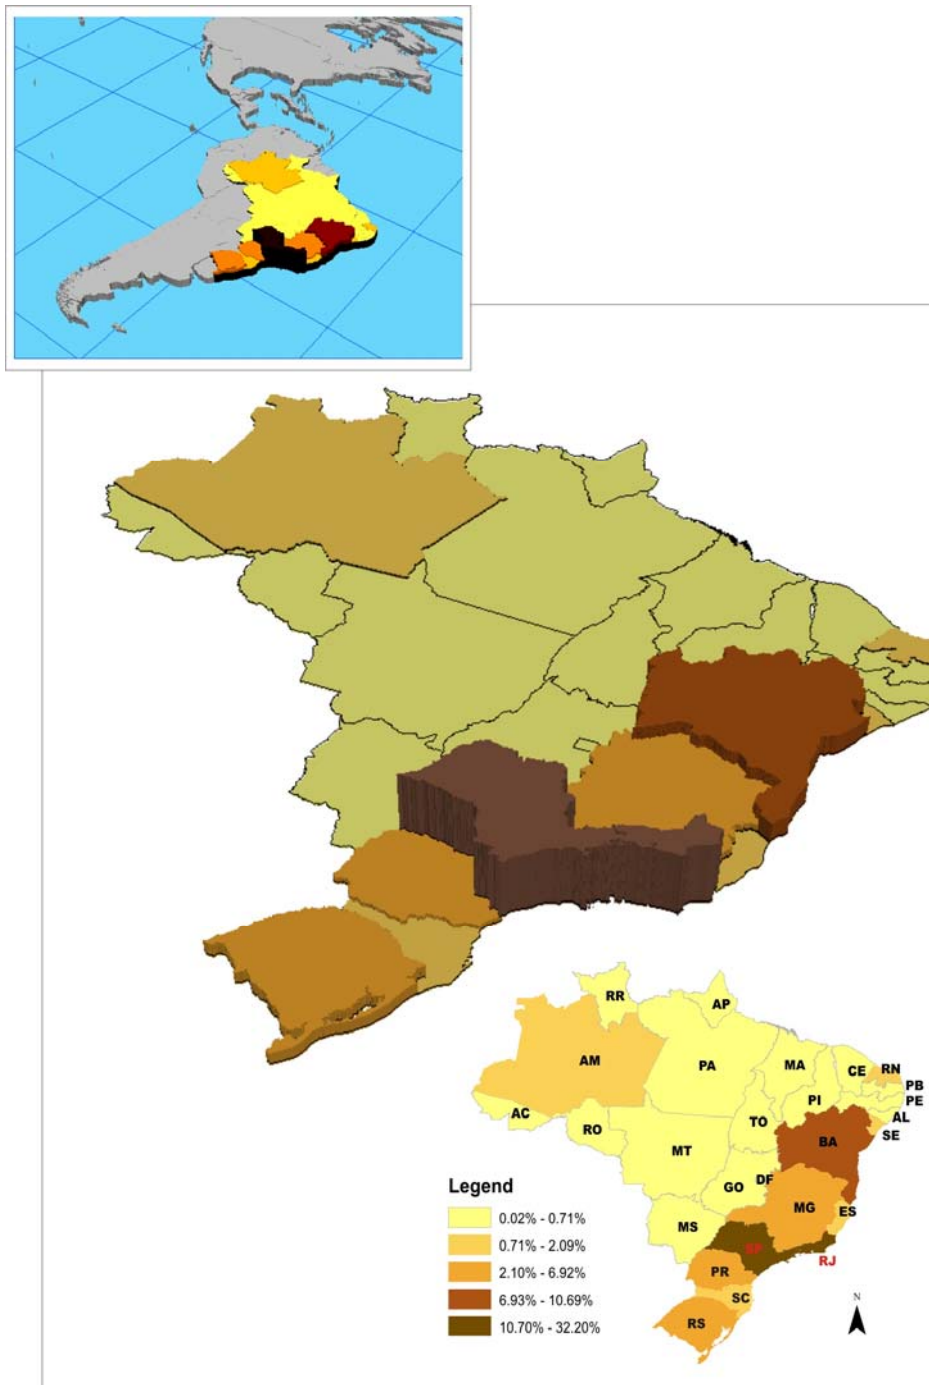 RR
AP
AM
PA
MA
CE
RN
PB
PI
PE
AC
AL
TO
RO
SE
BA
MT
DF
GO
MG
ES
MS
SP
RJ
PR
SC
RS
N
Legend
0.02% - 0.71%
0.71% - 2.09%
2.10% - 6.92%
6.93% - 10.69%
10.70% - 32.20%